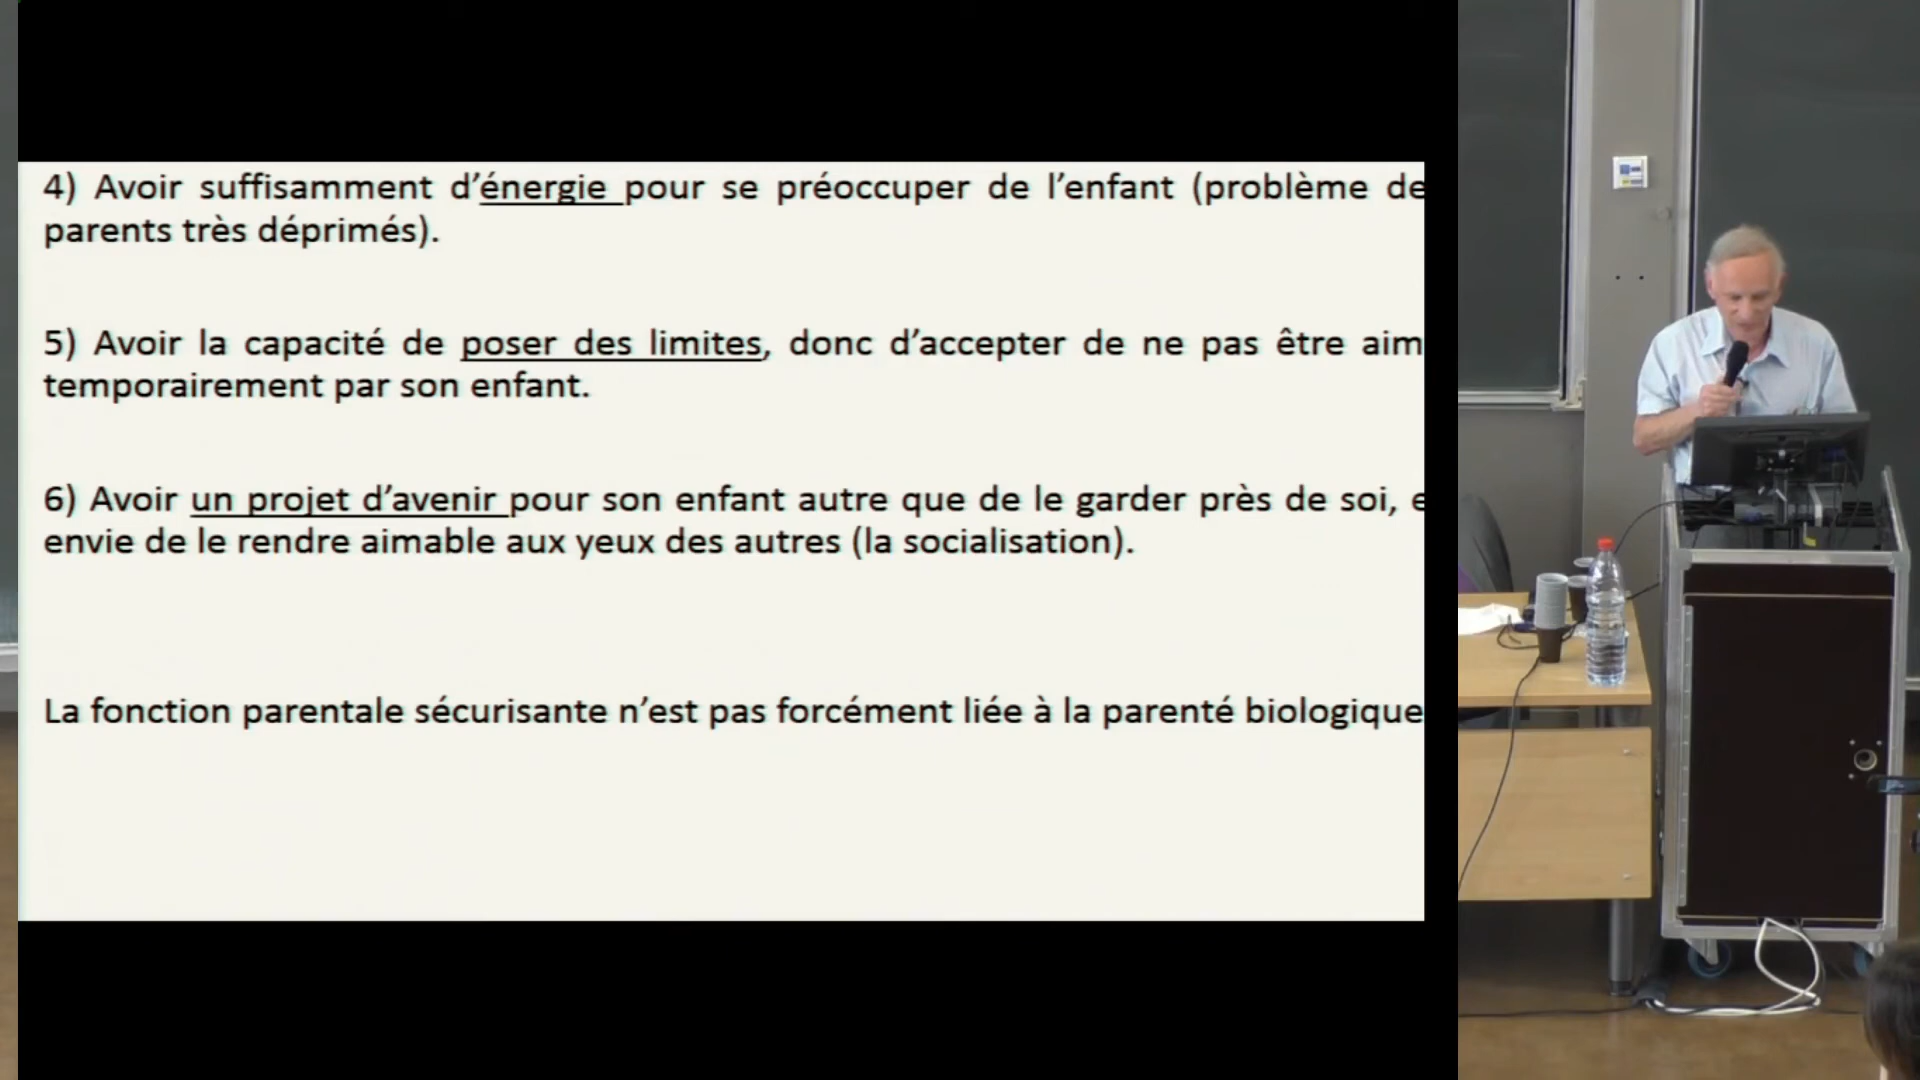 4) Avoir suffisamment d’énergie pour se préoccuper de l’enfant (problème de
parents très déprimés).
5) Avoir la capacité de poser des limites, donc d’accepter de ne pas être aim
temporairement par son enfant.
6) Avoir un projet d’avenir pour son enfant autre que de le garder près de soi, e
envie de le rendre aimable aux yeux des autres (la socialisation).
La fonction parentale sécurisante n’est pas forcément liée à la parenté biologique